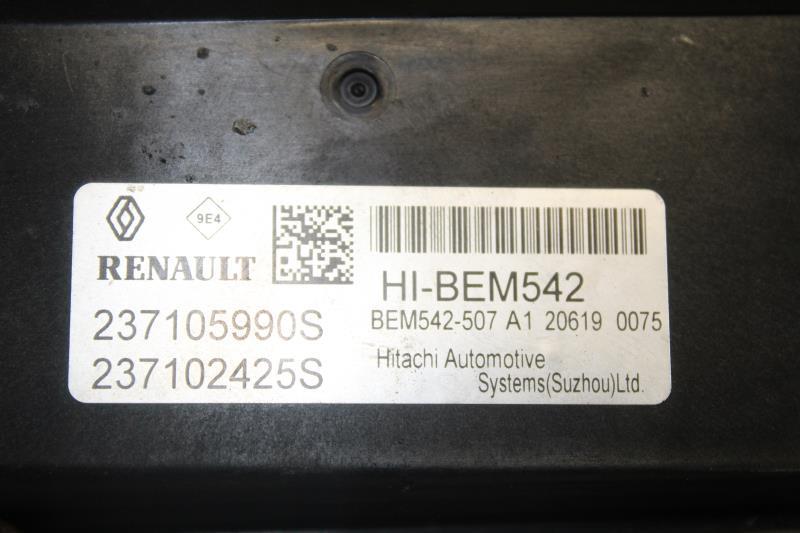 9E4
RENAULT
237105990S
237102425S
HI-BEM542
BEM542-507 A1 20619 0075
Hitachi Automotive
Systems(Suzhou)Ltd.